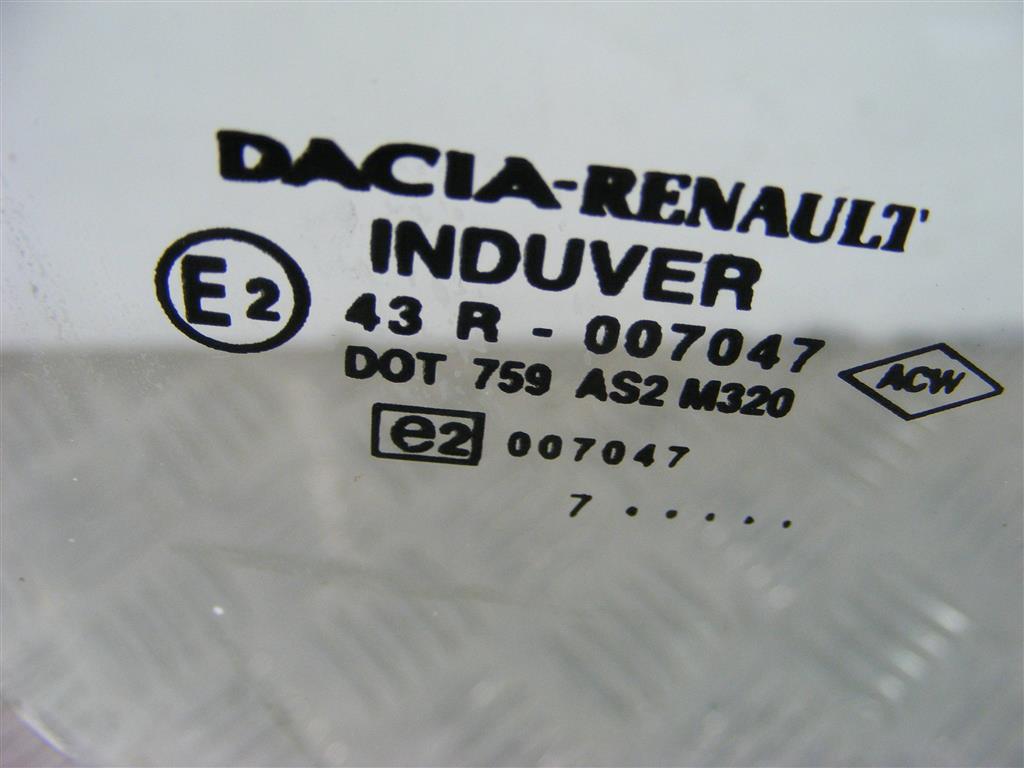 DACIA-RENAULT
INDUVER
E2
43 R - 007047
DOT 759 AS2 M320
ACW
e2 007047
7 . . . . .